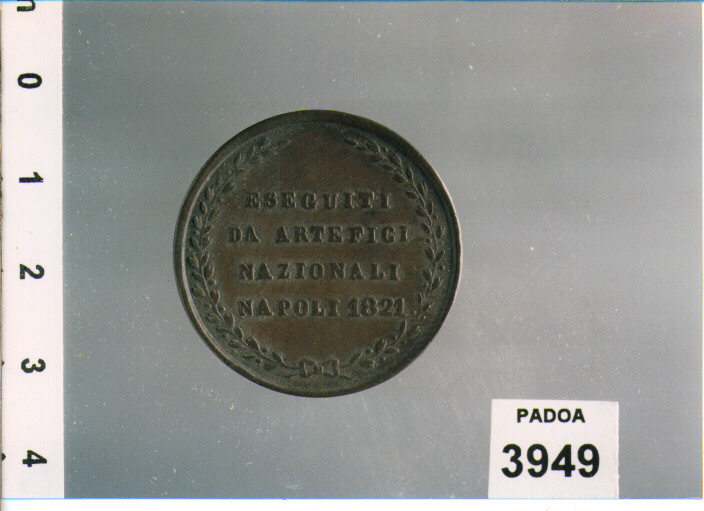 n
0
1
2
3
4
ESEGUITI
DA ARTEFICI
NAZIONALI
NAPOLI 1821
PADOA
3949